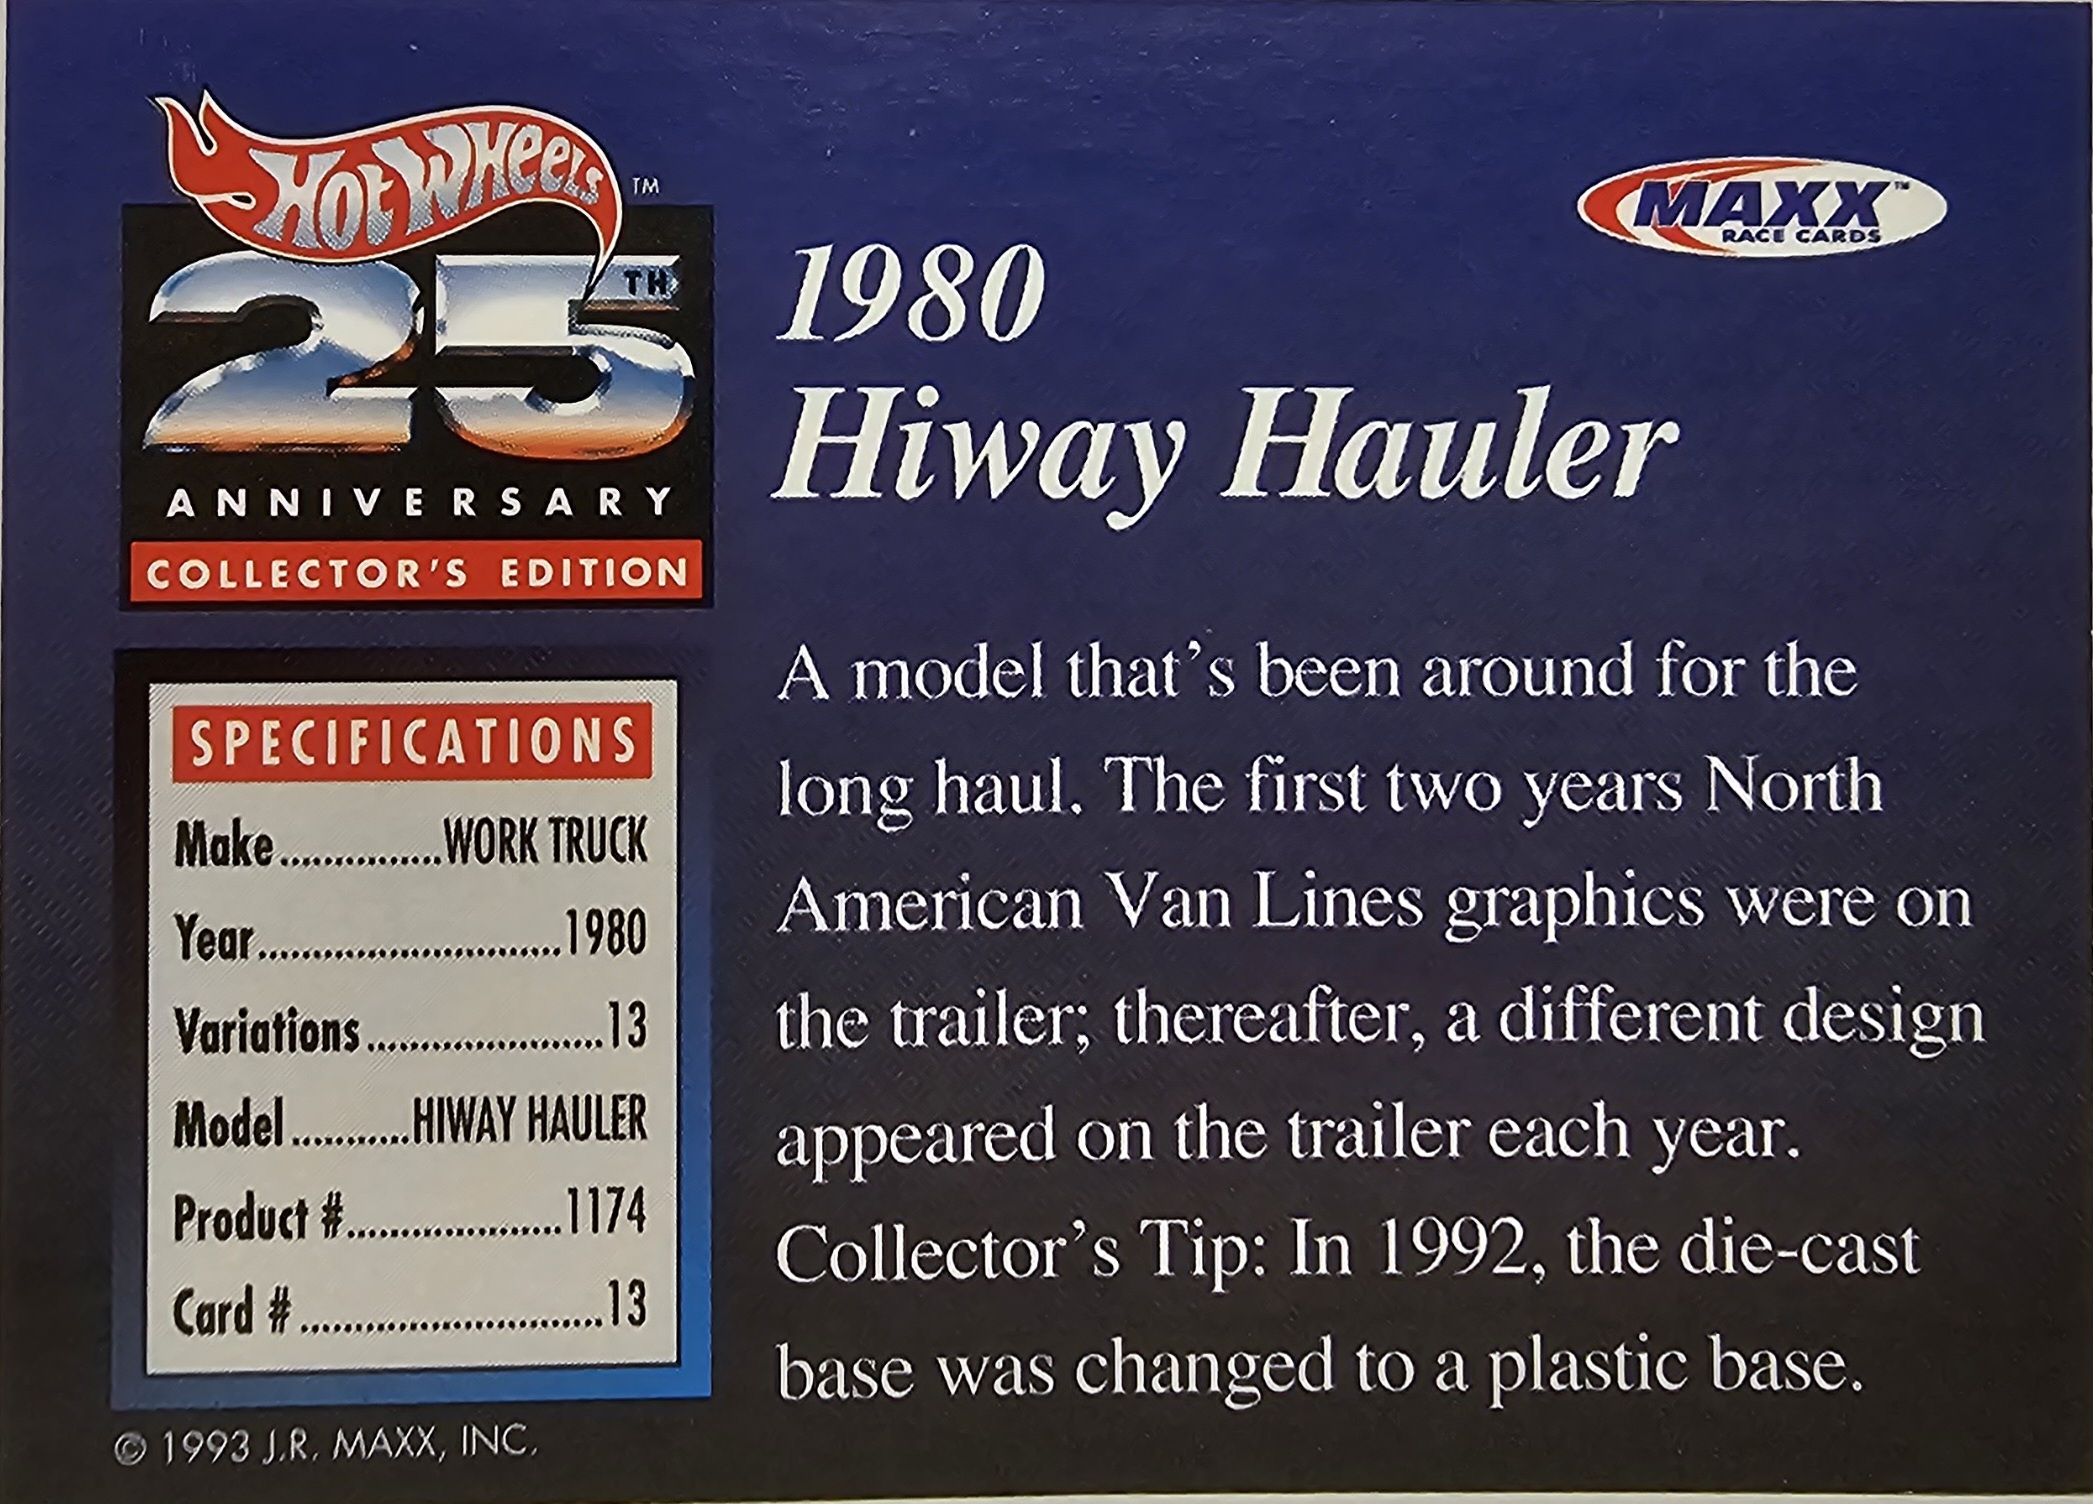 HOT WHEELS™
25TH
ANNIVERSARY
COLLECTOR'S EDITION
MAXX™
RACE CARDS
1980
Hiway Hauler
SPECIFICATIONS
Make...............WORK TRUCK
Year............................1980
Variations......................13
Model...........HIWAY HAULER
Product #....................1174
Card #............................13
A model that's been around for the
long haul. The first two years North
American Van Lines graphics were on
the trailer; thereafter, a different design
appeared on the trailer each year.
Collector's Tip: In 1992, the die-cast
base was changed to a plastic base.
© 1993 J.R. MAXX, INC.